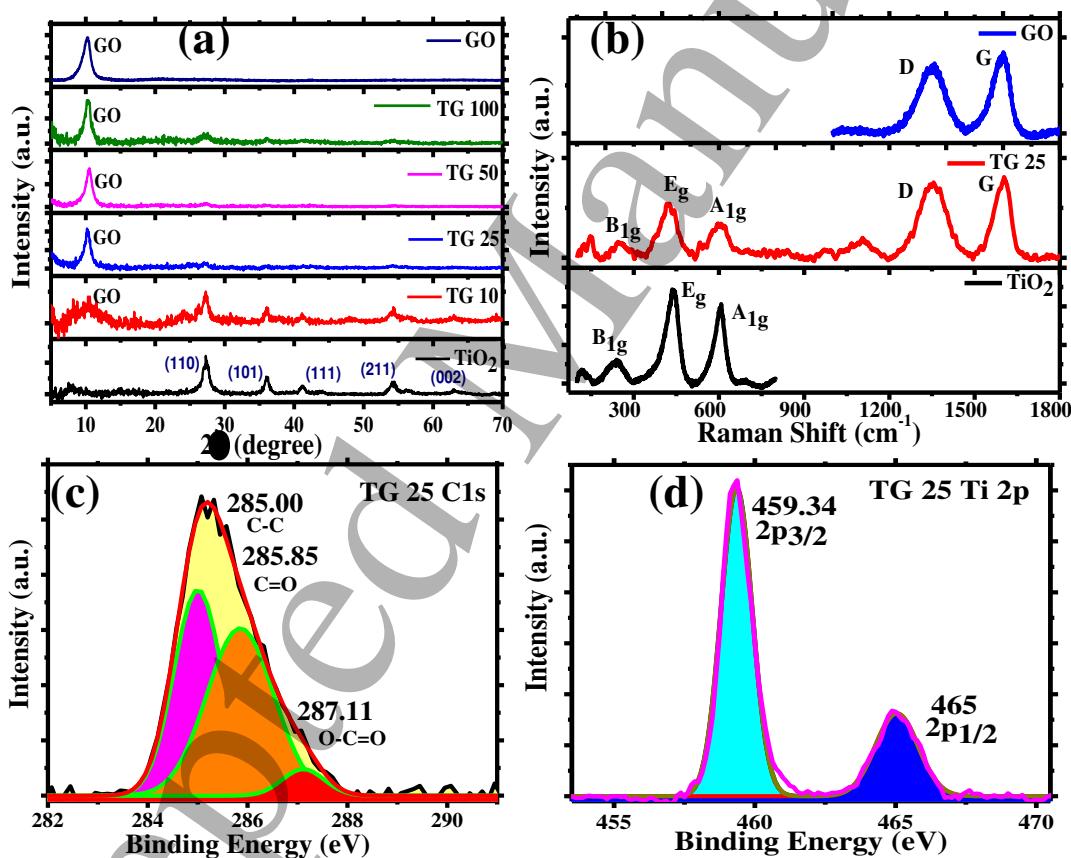 (a)
GO
GO
GO
TG 100
GO
TG 50
GO
TG 25
GO
TG 10
TiO2
(110)
(101)
(111)
(211)
(002)
10
20
30
40
50
60
70
(degree)
Intensity (a.u.)
(b)
GO
D
G
TG 25
B1g
Eg
A1g
D
G
TiO2
B1g
Eg
A1g
300
600
900
1200
1500
1800
Raman Shift (cm-1)
Intensity (a.u.)
(c)
TG 25 C1s
285.00
C-C
285.85
C=O
287.11
O-C=O
282
284
286
288
290
Binding Energy (eV)
Intensity (a.u.)
(d)
TG 25 Ti 2p
459.34
2p3/2
465
2p1/2
455
460
465
470
Binding Energy (eV)
Intensity (a.u.)